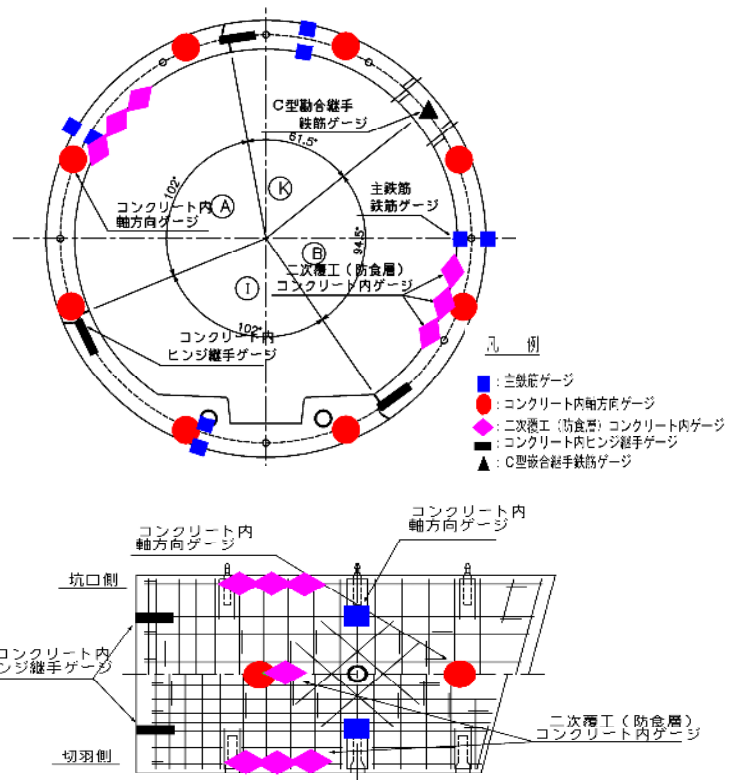 C型勘合継手
鉄筋ゲージ
61.5°
K
102°
A
コンクリート内
軸方向ゲージ
主鉄筋
鉄筋ゲージ
B
94.5°
二次覆工(防食層)
コンクリート内ゲージ
I
102°
コンクリート内
ヒンジ継手ゲージ
凡 例
:主鉄筋ゲージ
:コンクリート内軸方向ゲージ
:二次覆工(防食層)コンクリート内ゲージ
:コンクリート内ヒンジ継手ゲージ
:C型嵌合継手鉄筋ゲージ
コンクリート内
軸方向ゲージ
コンクリート内
軸方向ゲージ
坑口側
コンクリート内
ンジ継手ゲージ
二次覆工(防食層)
コンクリート内ゲージ
切羽側